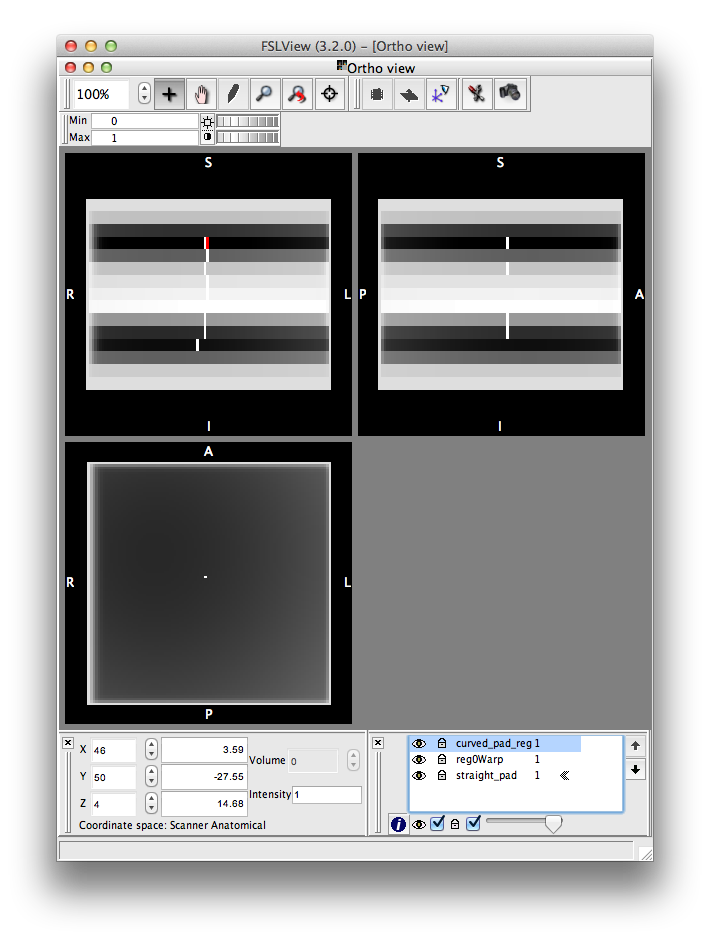 FSLView (3.2.0) – [Ortho view]
Ortho view
100%
Min 0
Max 1
S S
R L P A
I I
A
R L
P
X 46 3.59
Y 50 -27.55
Z 4 14.68
Volume 0
Intensity 1
Coordinate space: Scanner Anatomical
curved_pad_reg 1
reg0Warp 1
straight_pad 1